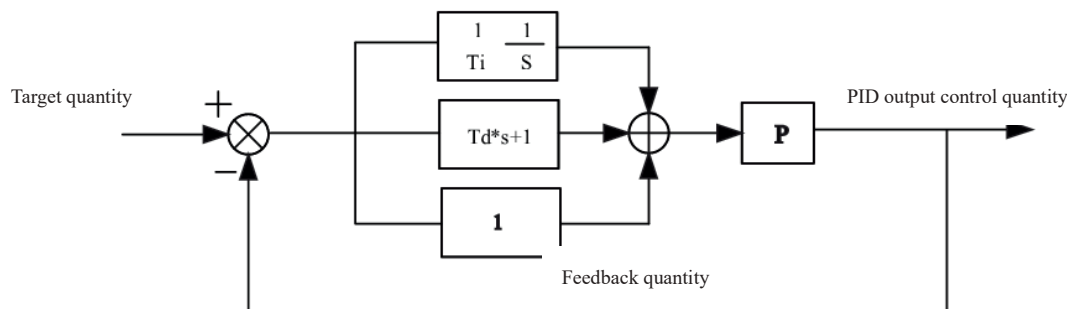 1 1
Ti S
Target quantity
+
PID output control quantity
Td*s+1
P
−
1
Feedback quantity